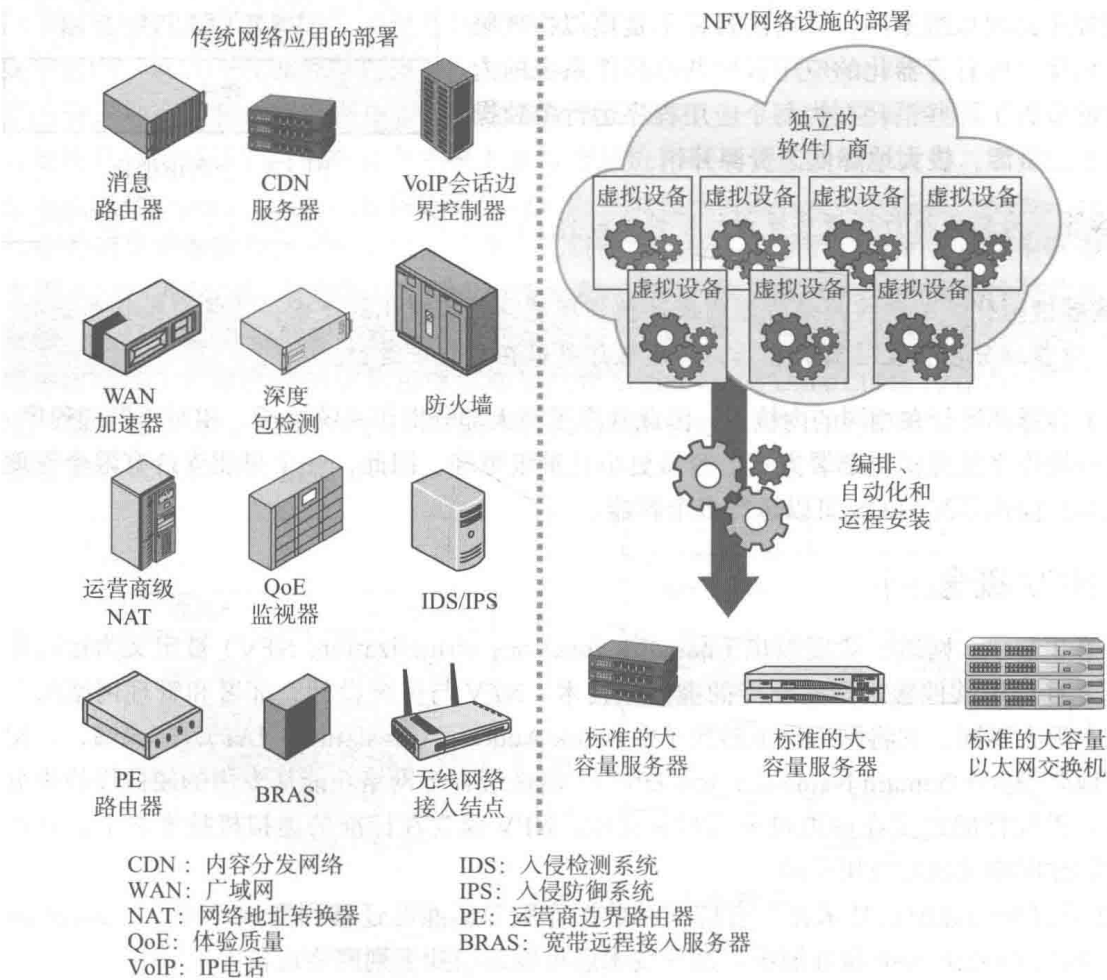 传统网络应用的部署
消息
路由器
CDN
服务器
VoIP会话边
界控制器
WAN
加速器
深度
包检测
防火墙
运营商级
NAT
QoE
监视器
IDS/IPS
PE
路由器
BRAS
无线网络
接入结点
NFV网络设施的部署
独立的
软件厂商
虚拟设备
虚拟设备
虚拟设备
虚拟设备
虚拟设备
虚拟设备
虚拟设备
编排、
自动化和
远程安装
标准的大
容量服务器
标准的大
容量服务器
标准的大容量
以太网交换机
CDN：内容分发网络
WAN：广域网
NAT：网络地址转换器
QoE：体验质量
VoIP：IP电话
IDS：入侵检测系统
IPS：入侵防御系统
PE：运营商边界路由器
BRAS：宽带远程接入服务器